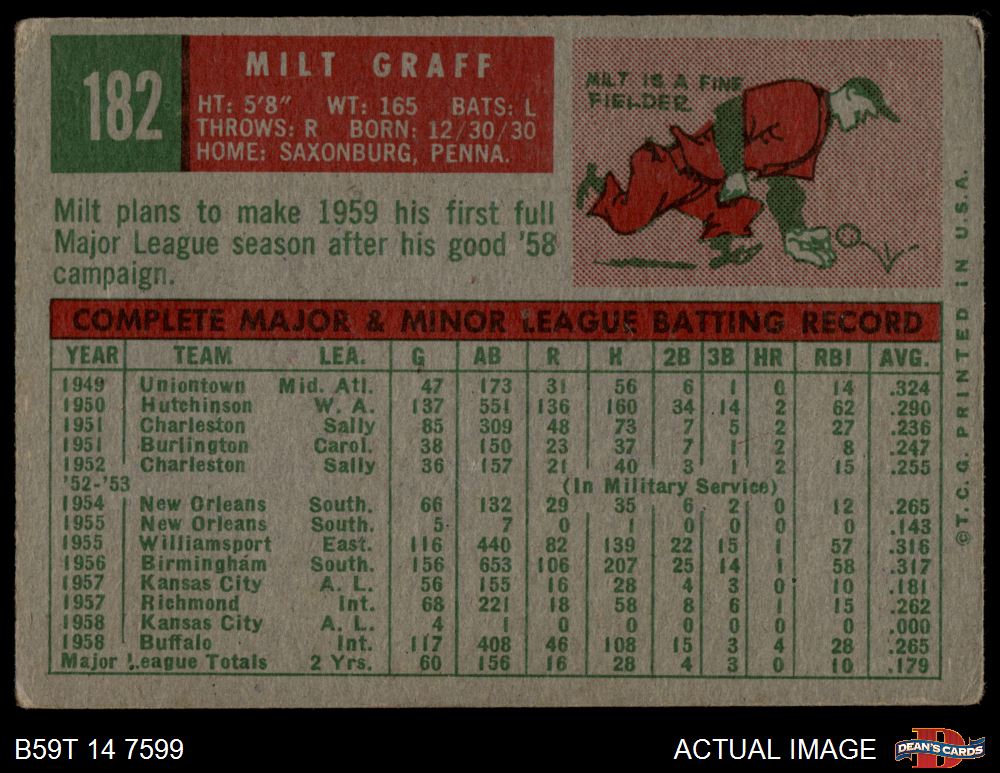 182
MILT GRAFF
HT: 5'8" WT: 165 BATS: L
THROWS: R BORN: 12/30/30
HOME: SAXONBURG, PENNA.
MILT IS A FINE
FIELDER
Milt plans to make 1959 his first full
Major League season after his good '58
campaign.
COMPLETE MAJOR & MINOR LEAGUE BATTING RECORD
YEAR TEAM LEA. G AB R H 2B 3B HR RBI AVG.
1949 Uniontown Mid. Atl. 47 173 31 56 6 1 0 14 .324
1950 Hutchinson W. A. 137 551 136 160 34 14 2 62 .290
1951 Charleston Sally 85 309 48 73 7 5 2 27 .236
1951 Burlington Carol. 38 150 23 37 7 1 2 8 .247
1952 Charleston Sally 36 157 21 40 3 1 2 15 .255
'52-'53 (In Military Service)
1954 New Orleans South. 66 132 29 35 6 2 0 12 .265
1955 New Orleans South. 5 7 0 1 0 0 0 0 .143
1955 Williamsport East. 116 440 82 139 22 15 1 57 .316
1956 Birmingham South. 156 653 106 207 25 14 1 58 .317
1957 Kansas City A. L. 56 155 16 28 4 3 0 10 .181
1957 Richmond Int. 68 221 18 58 8 6 1 15 .262
1958 Kansas City A. L. 4 1 0 0 0 0 0 0 .000
1958 Buffalo Int. 117 408 46 108 15 3 4 28 .265
Major League Totals 2 Yrs. 60 156 16 28 4 3 0 10 .179
©T.C.G. PRINTED IN U.S.A.
B59T 14 7599
ACTUAL IMAGE
DEAN'S CARDS